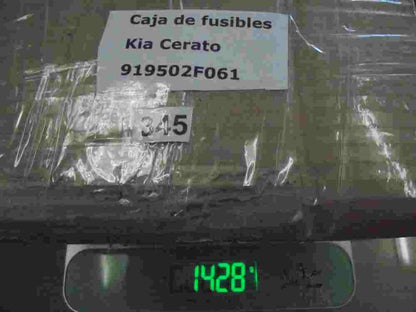 Caja de fusibles
Kia Cerato
919502F061
345
1428